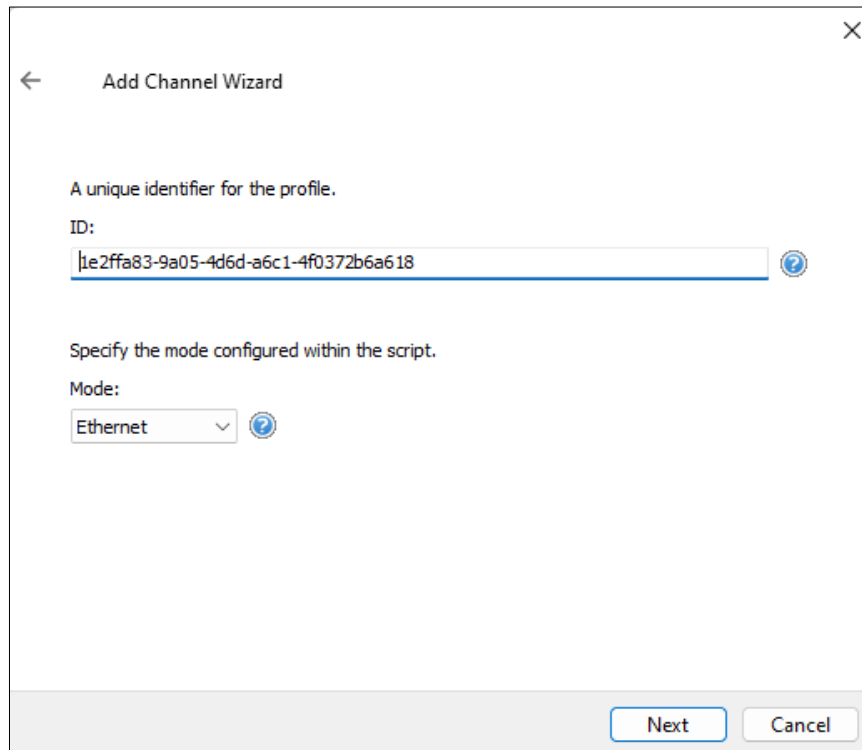 Add Channel Wizard
A unique identifier for the profile.
ID:
1e2ffa83-9a05-4d6d-a6c1-4f0372b6a618
Specify the mode configured within the script.
Mode:
Ethernet
Next Cancel